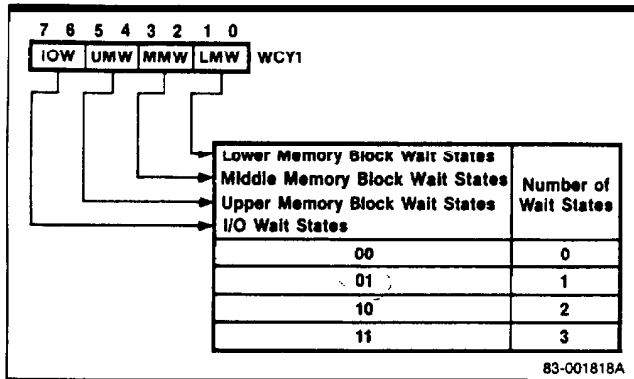 7 6 5 4 3 2 1 0
IOW UMW MMW LMW WCY1
Lower Memory Block Wait States
Middle Memory Block Wait States
Upper Memory Block Wait States
I/O Wait States
Number of
Wait States
00 0
01 1
10 2
11 3
83-001818A